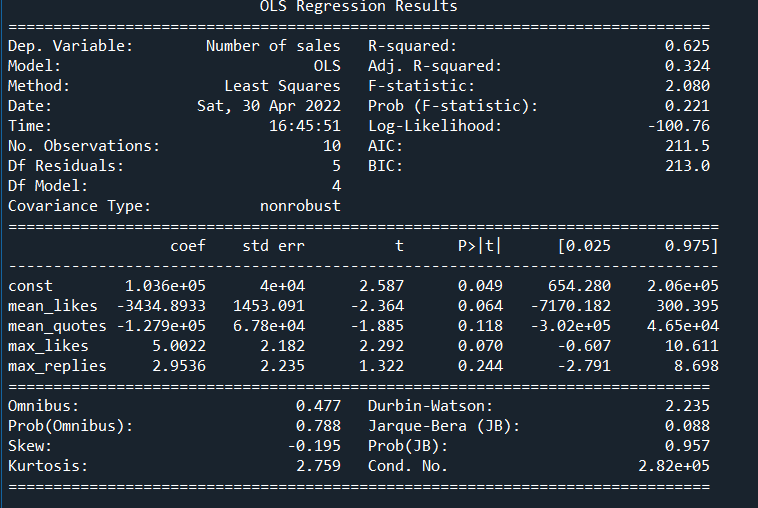 OLS Regression Results
==============================================================================
Dep. Variable:        Number of sales   R-squared:                       0.625
Model:                            OLS   Adj. R-squared:                  0.324
Method:                 Least Squares   F-statistic:                     2.080
Date:                Sat, 30 Apr 2022   Prob (F-statistic):              0.221
Time:                        16:45:51   Log-Likelihood:                -100.76
No. Observations:                  10   AIC:                             211.5
Df Residuals:                       5   BIC:                             213.0
Df Model:                           4
Covariance Type:            nonrobust
===============================================================================
                  coef    std err          t      P>|t|      [0.025      0.975]
-------------------------------------------------------------------------------
const        1.036e+05      4e+04      2.587      0.049     654.280    2.06e+05
mean_likes  -3434.8933   1453.091     -2.364      0.064   -7170.182     300.395
mean_quotes -1.279e+05   6.78e+04     -1.885      0.118   -3.02e+05    4.65e+04
max_likes       5.0022      2.182      2.292      0.070      -0.607      10.611
max_replies     2.9536      2.235      1.322      0.244      -2.791       8.698
==============================================================================
Omnibus:                        0.477   Durbin-Watson:                   2.235
Prob(Omnibus):                  0.788   Jarque-Bera (JB):                0.088
Skew:                          -0.195   Prob(JB):                        0.957
Kurtosis:                       2.759   Cond. No.                     2.82e+05
==============================================================================